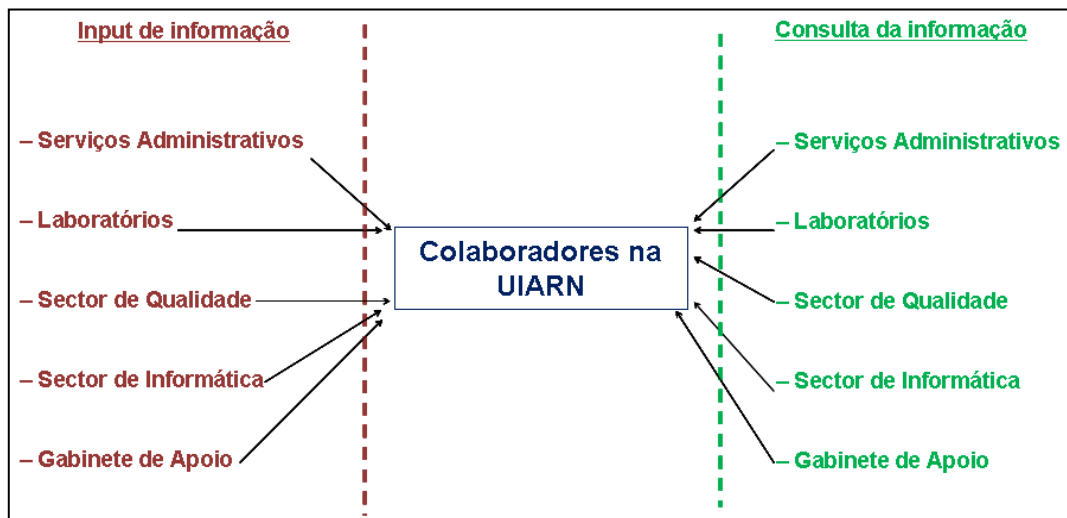 Input de informação
– Serviços Administrativos
– Laboratórios
– Sector de Qualidade
– Sector de Informática
– Gabinete de Apoio
Colaboradores na
UIARN
Consulta da informação
– Serviços Administrativos
– Laboratórios
– Sector de Qualidade
– Sector de Informática
– Gabinete de Apoio